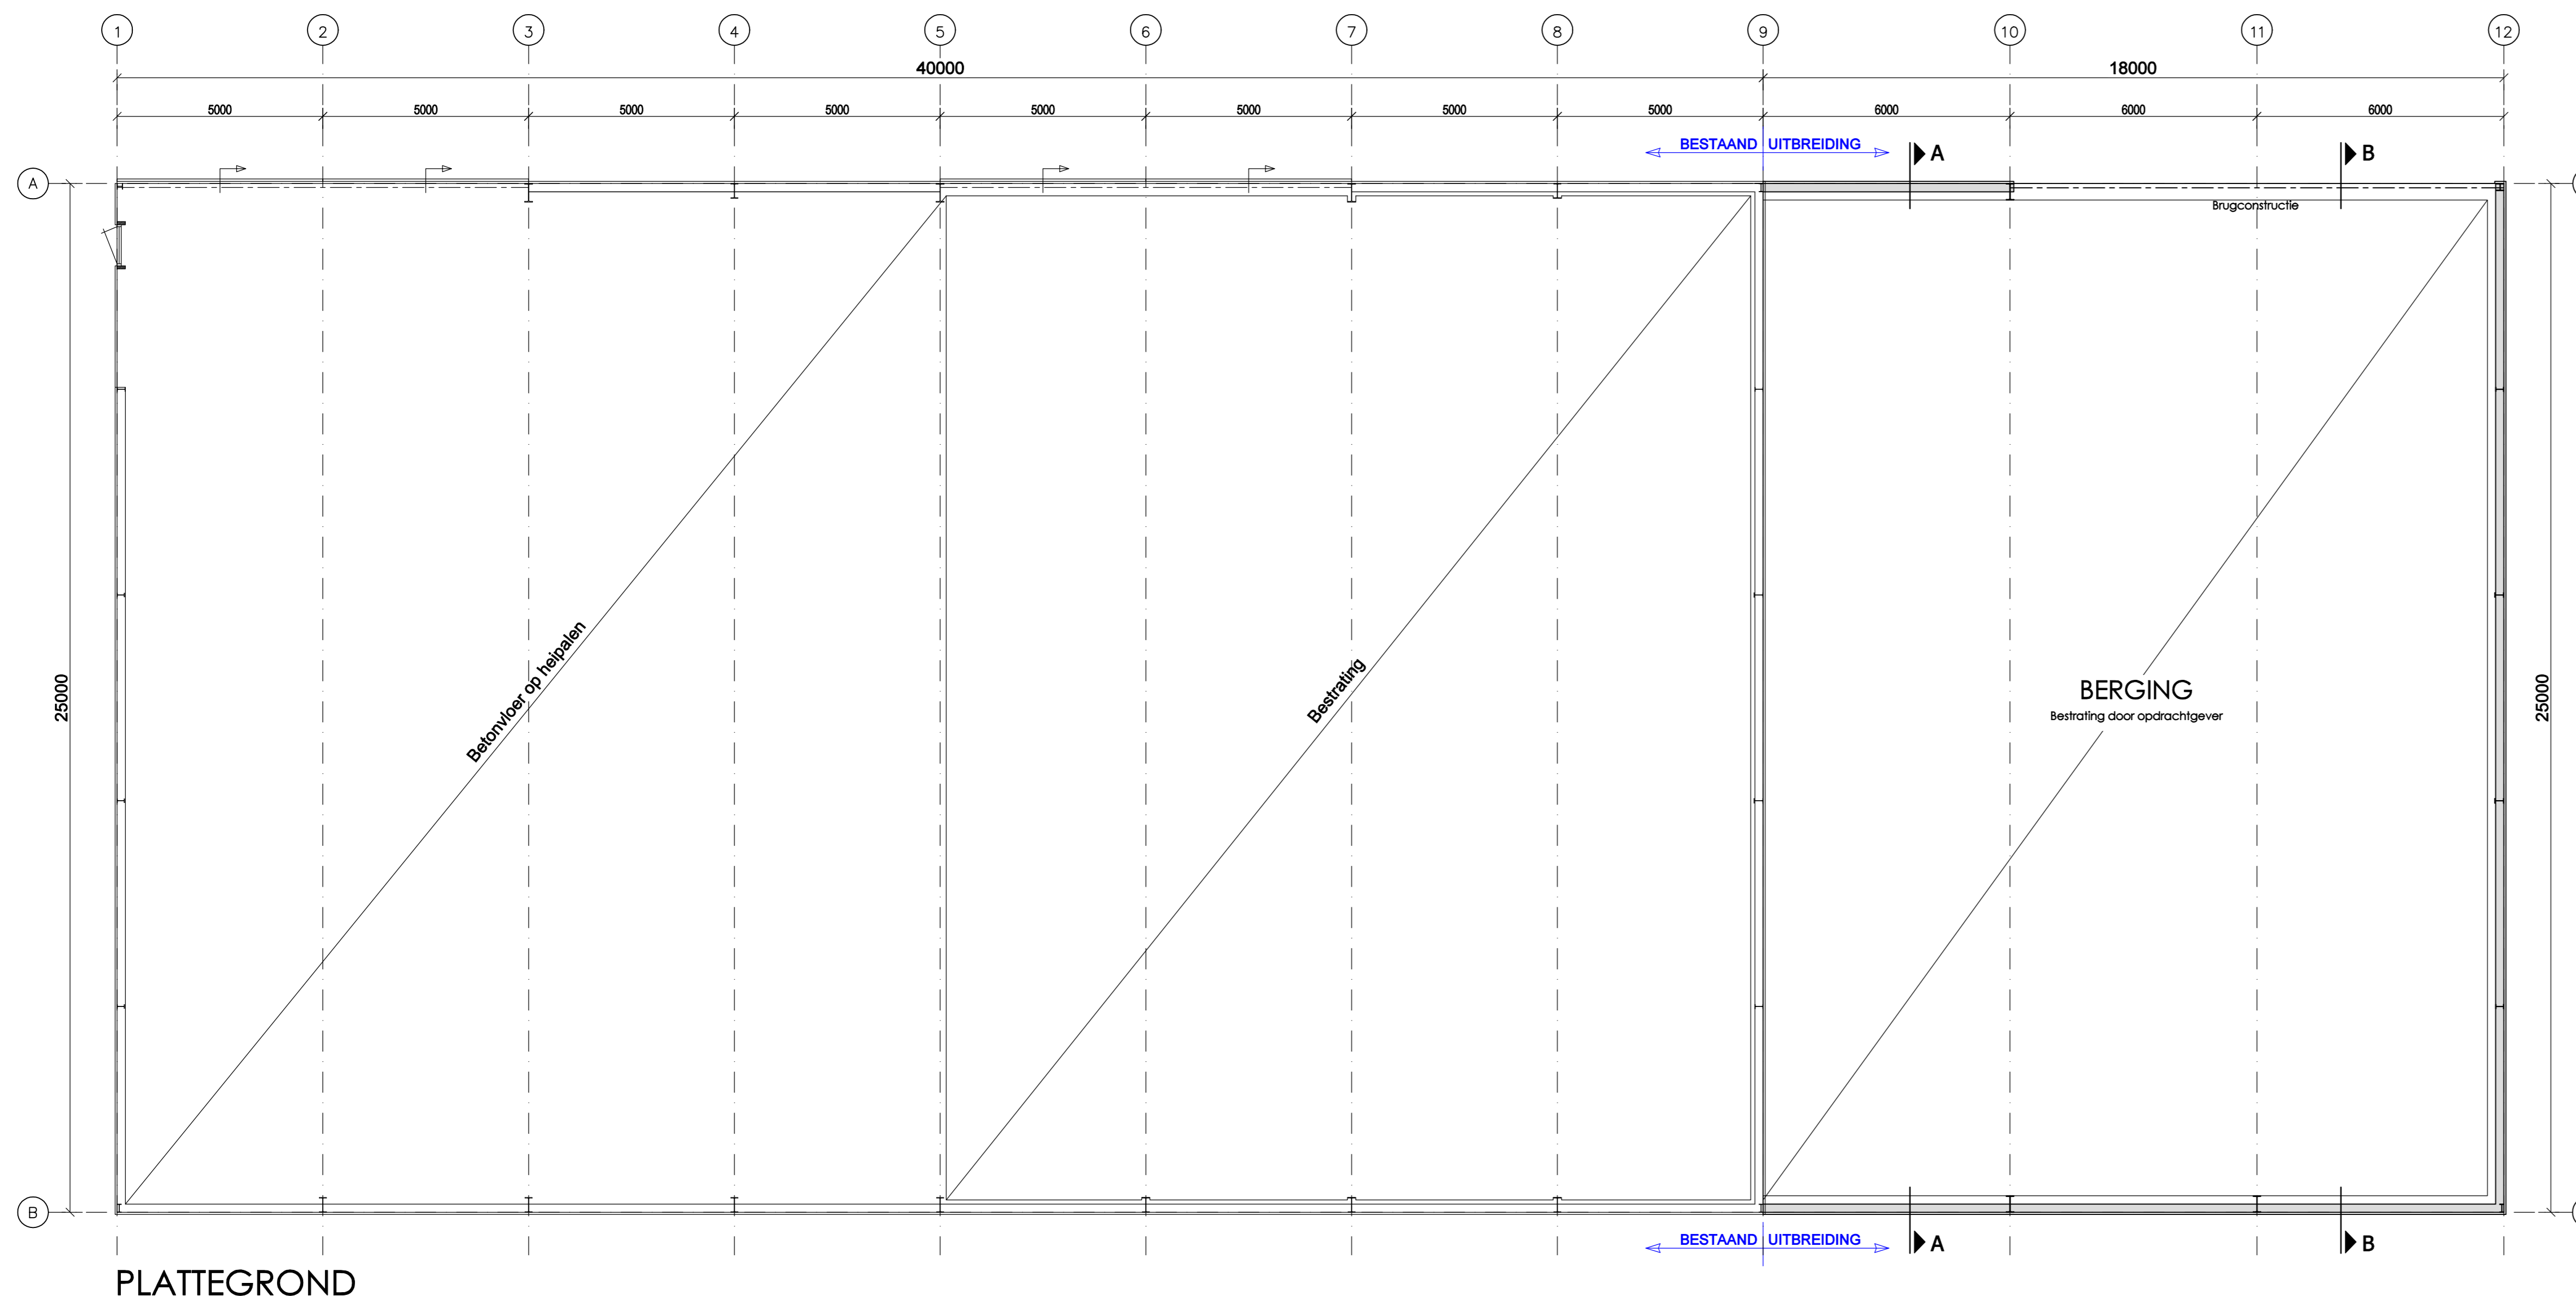 1 2 3 4 5 6 7 8 9 10 11 12
40000 18000
5000 5000 5000 5000 5000 5000 5000 5000 6000 6000 6000
BESTAAND UITBREIDING
A B
A
Brugconstructie
Betonvloer op heipalen
Bestrating
25000
BERGING
Bestrating door opdrachtgever
25000
B
BESTAAND UITBREIDING
A B
PLATTEGROND